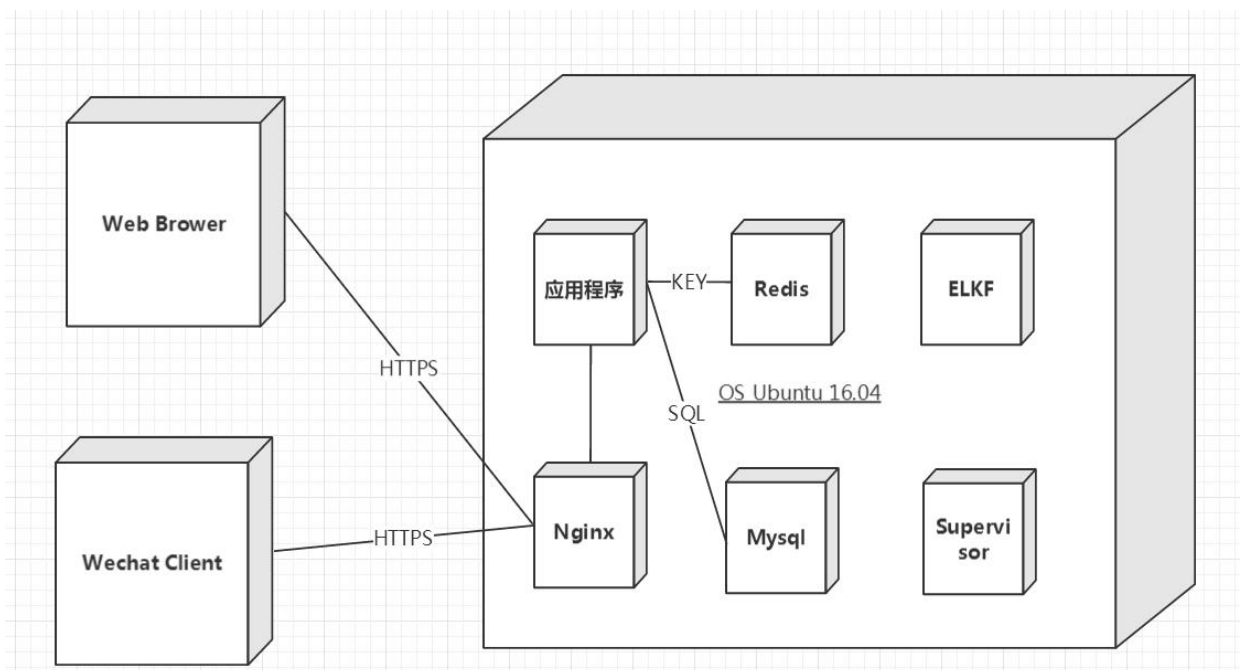 Web Brower
应用程序
KEY
Redis
ELKF
HTTPS
OS Ubuntu 16.04
SQL
Wechat Client
HTTPS
Nginx
Mysql
Supervi
sor